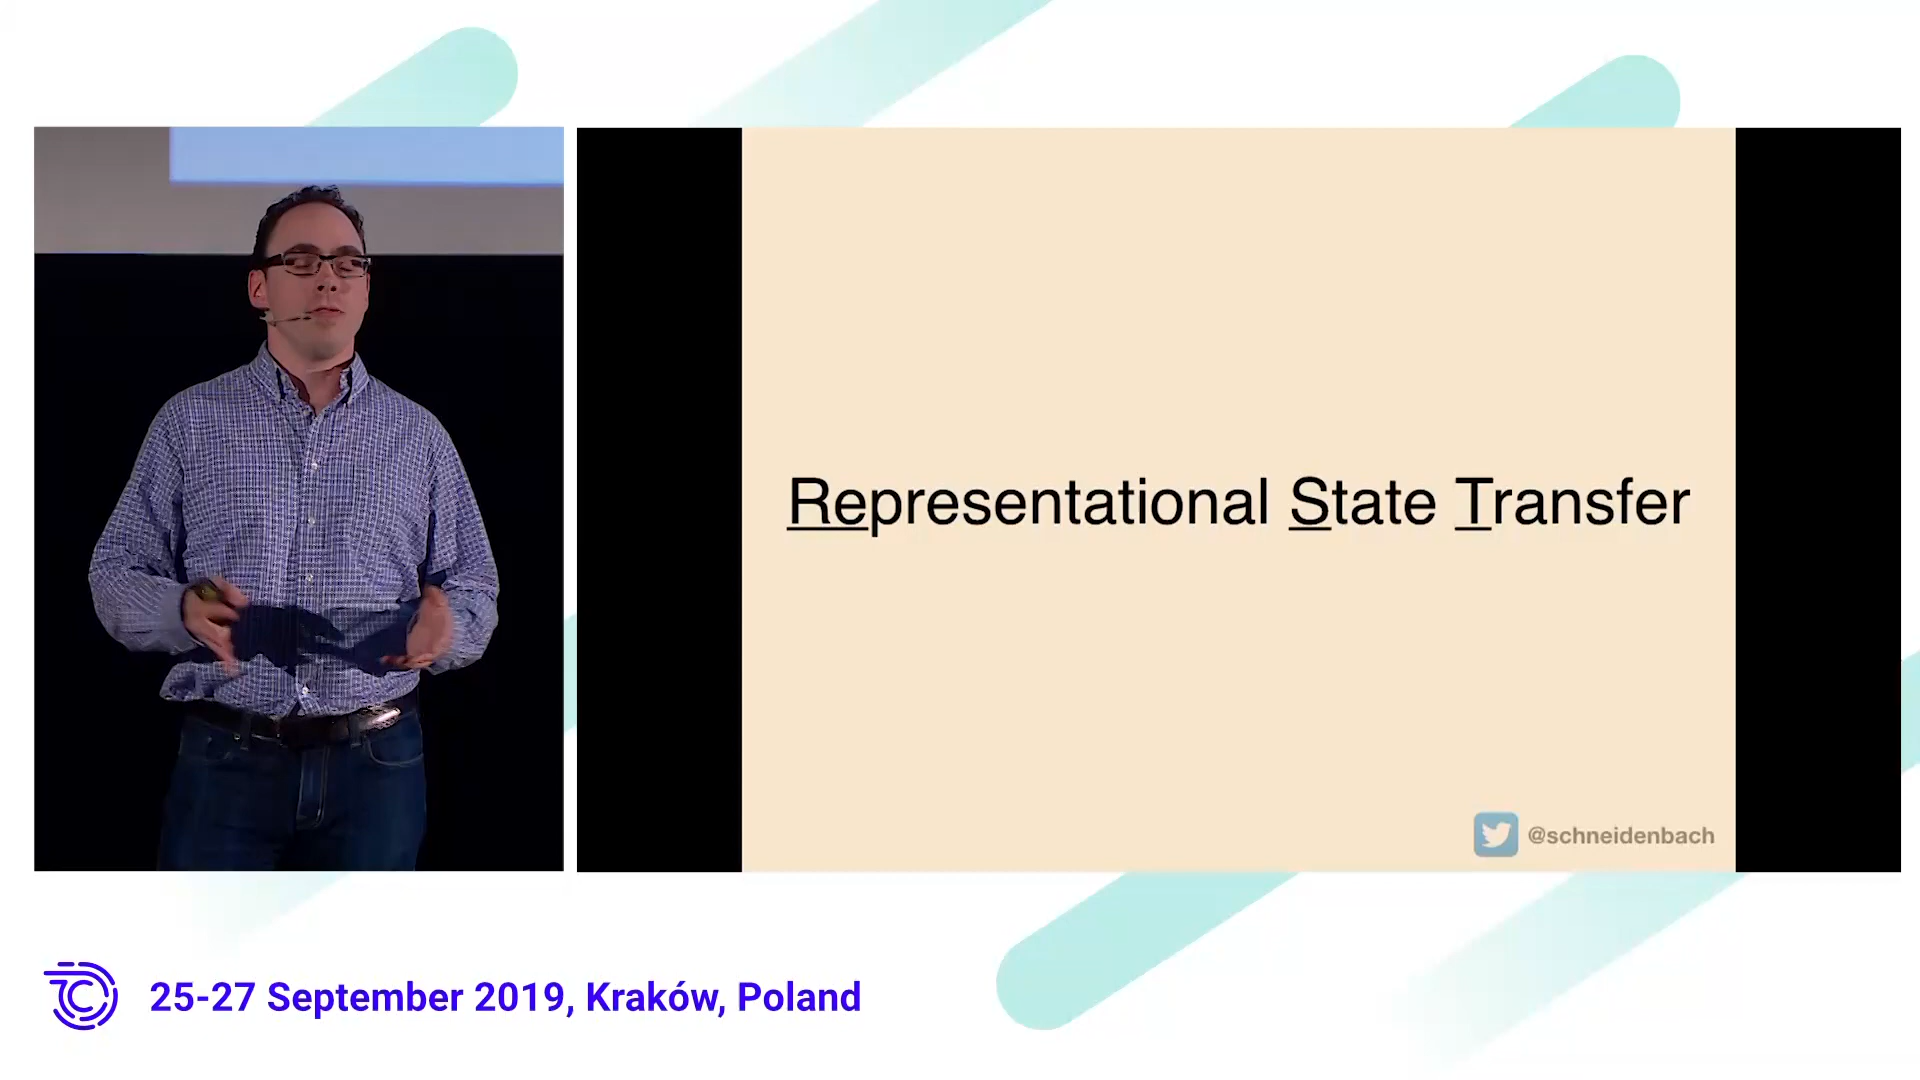 Representational State Transfer
@schneidenbach
25-27 September 2019, Kraków, Poland